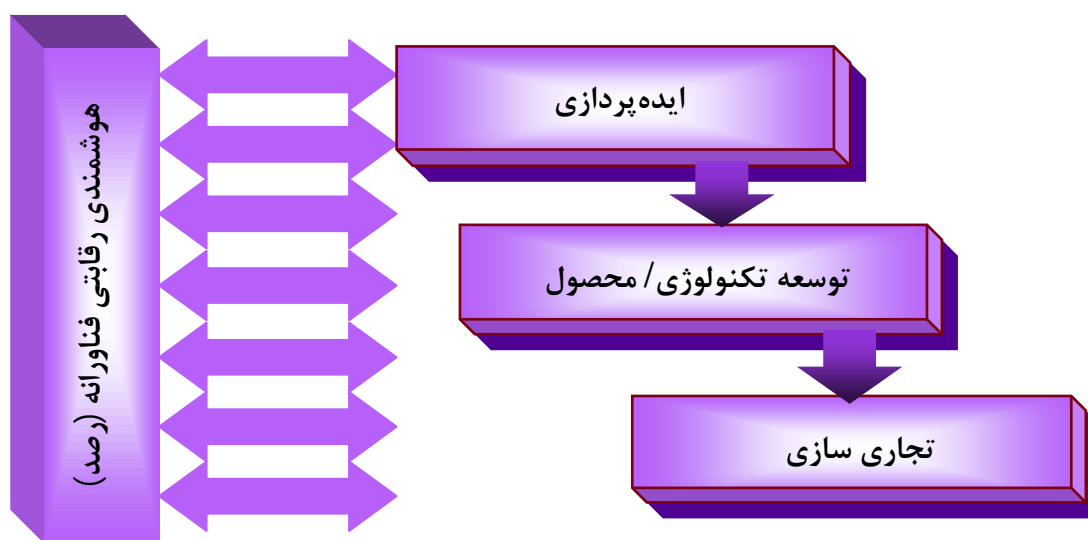 ایده‌پردازی
توسعه تکنولوژی/ محصول
تجاری سازی
هوشمندی رقابتی فناورانه (رصد)